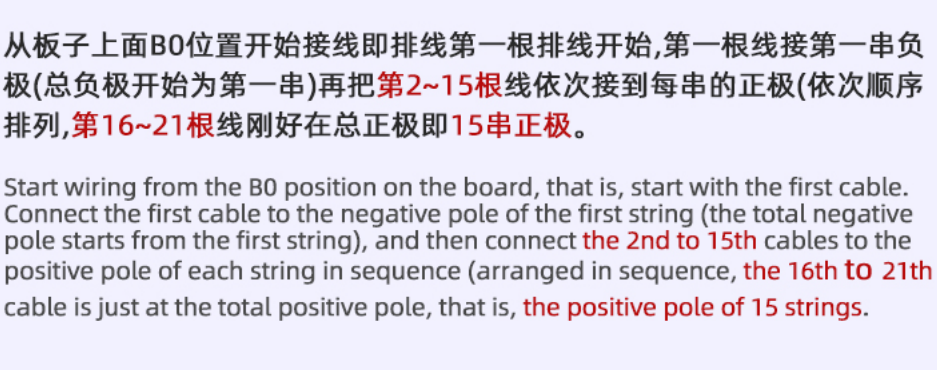 从板子上面B0位置开始接线即排线第一根排线开始,第一根线接第一串负
极(总负极开始为第一串)再把第2~15根线依次接到每串的正极(依次顺序
排列,第16~21根线刚好在总正极即15串正极。
Start wiring from the B0 position on the board, that is, start with the first cable.
Connect the first cable to the negative pole of the first string (the total negative
pole starts from the first string), and then connect the 2nd to 15th cables to the
positive pole of each string in sequence (arranged in sequence, the 16th to 21th
cable is just at the total positive pole, that is, the positive pole of 15 strings.